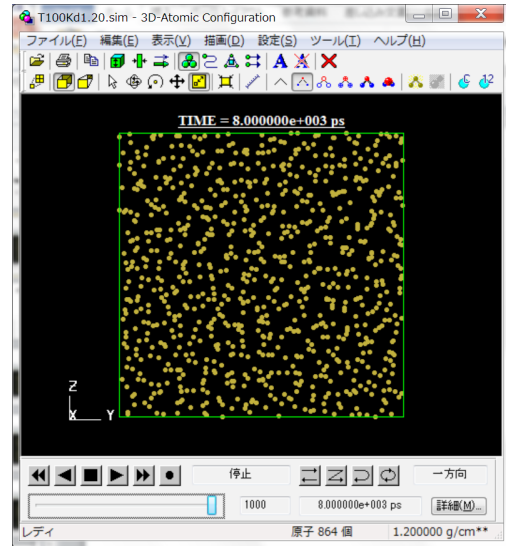 T100Kd1.20.sim - 3D-Atomic Configuration
ファイル(F) 編集(E) 表示(V) 描画(D) 設定(S) ツール(T) ヘルプ(H)
TIME = 8.000000e+003 ps
Z
X Y
停止 一方向
1000 8.000000e+003 ps 詳細(M)...
レディ 原子 864 個 1.200000 g/cm**